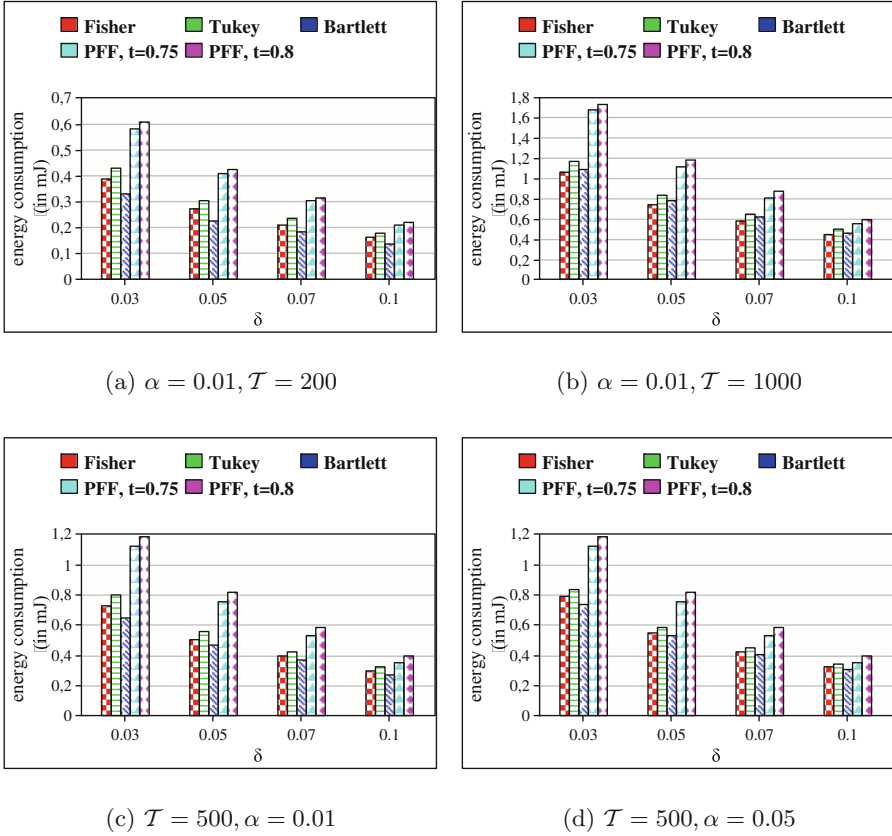 Fisher Tukey Bartlett
PFF, t=0.75 PFF, t=0.8
energy consumption
(in mJ)
0,7
0,6
0,5
0,4
0,3
0,2
0,1
0
0.03 0.05 0.07 0.1
δ
(a) α = 0.01, 𝒯 = 200
Fisher Tukey Bartlett
PFF, t=0.75 PFF, t=0.8
energy consumption
(in mJ)
1,8
1,6
1,4
1,2
1
0,8
0,6
0,4
0,2
0
0.03 0.05 0.07 0.1
δ
(b) α = 0.01, 𝒯 = 1000
Fisher Tukey Bartlett
PFF, t=0.75 PFF, t=0.8
energy consumption
(in mJ)
1,2
1
0,8
0,6
0,4
0,2
0
0.03 0.05 0.07 0.1
δ
(c) 𝒯 = 500, α = 0.01
Fisher Tukey Bartlett
PFF, t=0.75 PFF, t=0.8
energy consumption
(in mJ)
1,2
1
0,8
0,6
0,4
0,2
0
0.03 0.05 0.07 0.1
δ
(d) 𝒯 = 500, α = 0.05